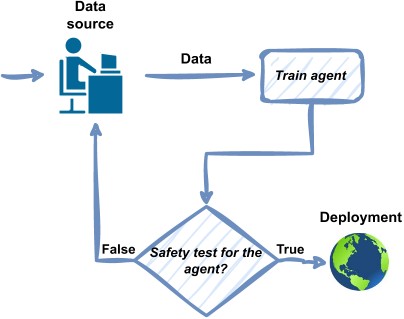 Data
source
Data
Train agent
Deployment
False
Safety test for the
agent?
True